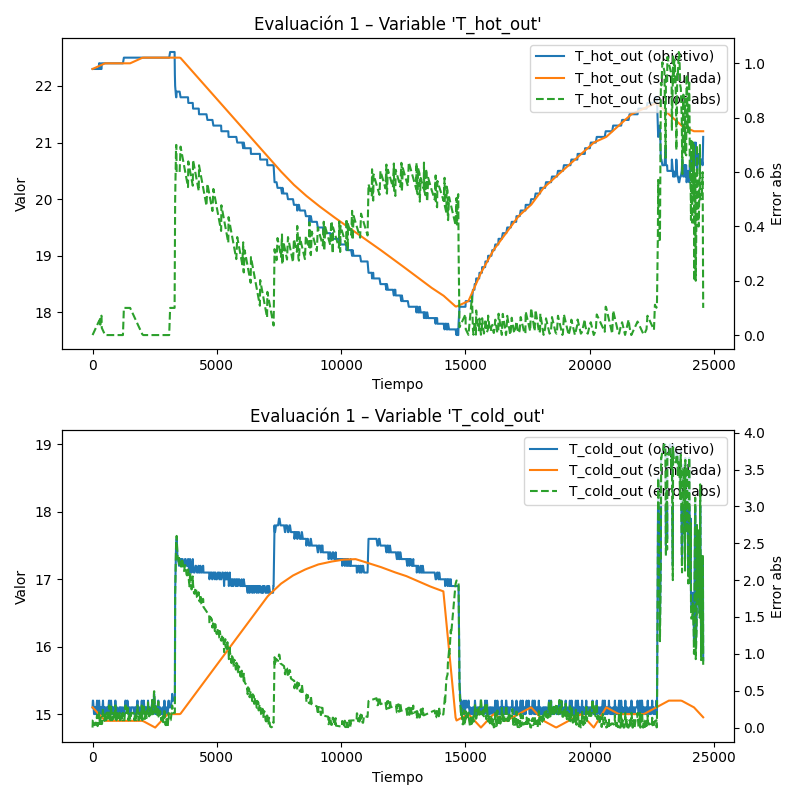 Evaluación 1 – Variable 'T_hot_out'
T_hot_out (objetivo)
T_hot_out (simulada)
T_hot_out (error abs)
Valor
22
21
20
19
18
1.0
0.8
0.6
0.4
0.2
0.0
Error abs
0
5000
10000
15000
20000
25000
Tiempo
Evaluación 1 – Variable 'T_cold_out'
T_cold_out (objetivo)
T_cold_out (simulada)
T_cold_out (error abs)
Valor
19
18
17
16
15
4.0
3.5
3.0
2.5
2.0
1.5
1.0
0.5
0.0
Error abs
0
5000
10000
15000
20000
25000
Tiempo